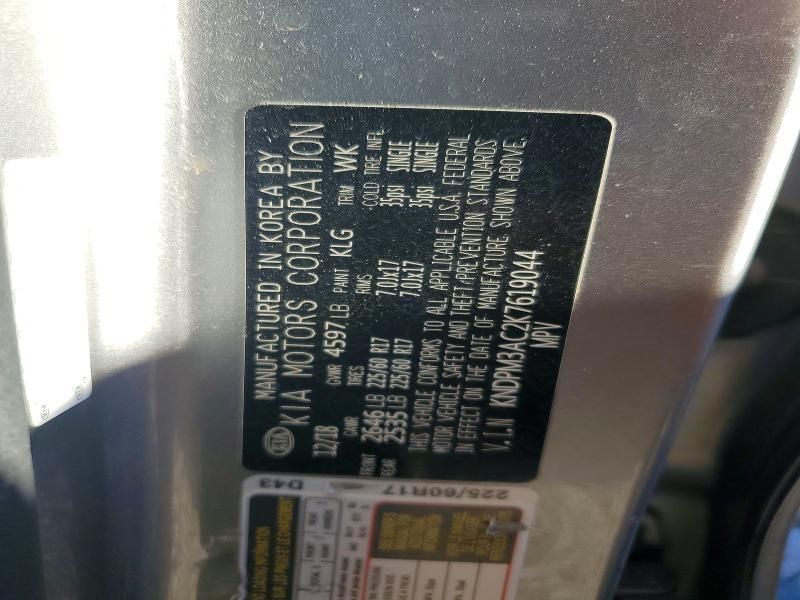 MANUFACTURED IN KOREA BY
KIA KIA MOTORS CORPORATION
12/18 GVWR 4597 LB PAINT KLG TRIM WK
GAWR TIRES RIMS COLD TIRE INFL
FRONT 2646 LB 225/60 R17 7.0Jx17 35psi SINGLE
REAR 2535 LB 225/60 R17 7.0Jx17 35psi SINGLE
THIS VEHICLE CONFORMS TO ALL APPLICABLE U.S.A FEDERAL
MOTOR VEHICLE SAFETY AND THEFT PREVENTION STANDARDS
IN EFFECT ON THE DATE OF MANUFACTURE SHOWN ABOVE.
V.I.N KNDPM3AC2K7619044
MPV
D43
225/60R17